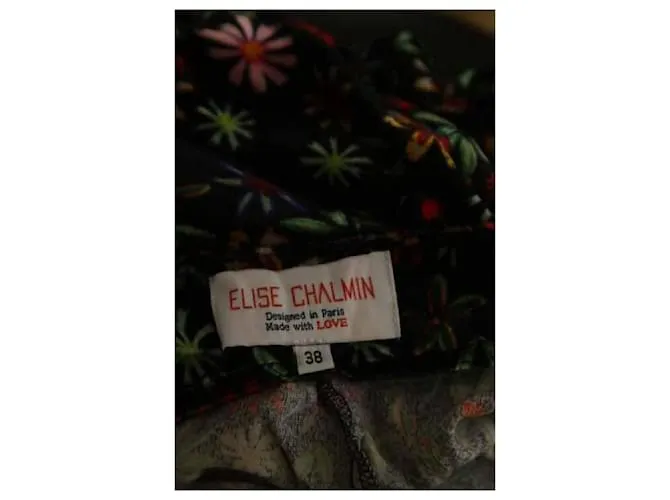 ELISE CHALMIN
Designed in Paris
Made with LOVE
38